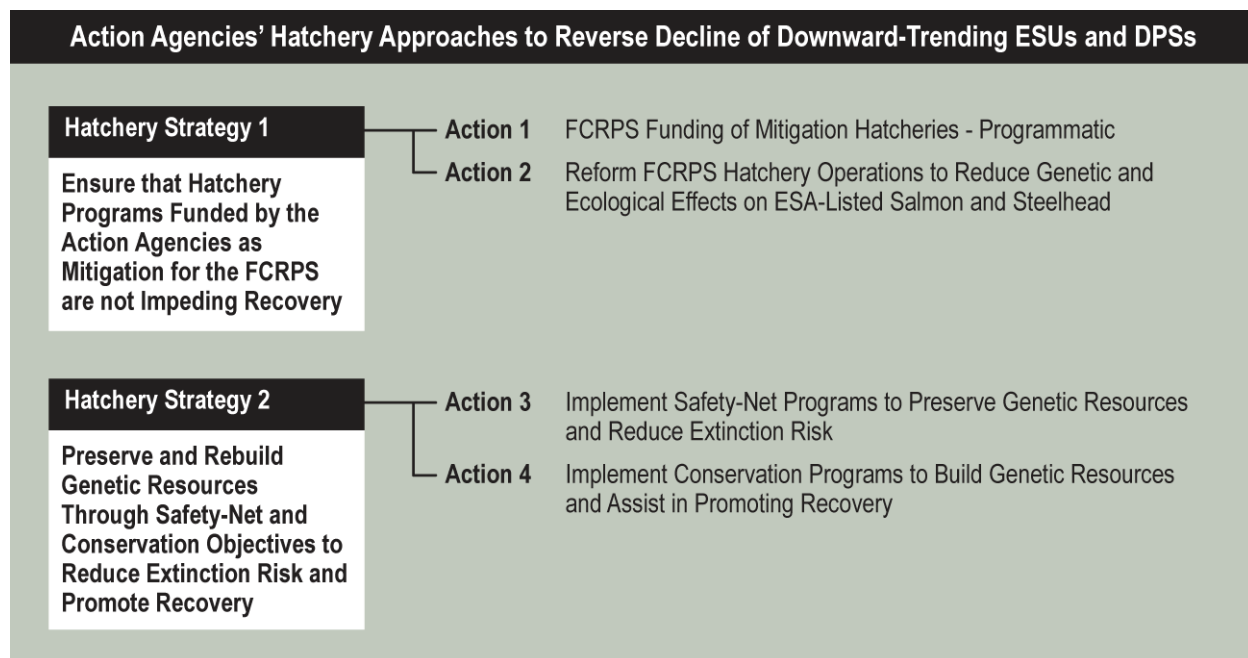 Action Agencies’ Hatchery Approaches to Reverse Decline of Downward-Trending ESUs and DPSs
Hatchery Strategy 1
Ensure that Hatchery
Programs Funded by the
Action Agencies as
Mitigation for the FCRPS
are not Impeding Recovery
Action 1 FCRPS Funding of Mitigation Hatcheries - Programmatic
Action 2 Reform FCRPS Hatchery Operations to Reduce Genetic and
Ecological Effects on ESA-Listed Salmon and Steelhead
Hatchery Strategy 2
Preserve and Rebuild
Genetic Resources
Through Safety-Net and
Conservation Objectives to
Reduce Extinction Risk and
Promote Recovery
Action 3 Implement Safety-Net Programs to Preserve Genetic Resources
and Reduce Extinction Risk
Action 4 Implement Conservation Programs to Build Genetic Resources
and Assist in Promoting Recovery